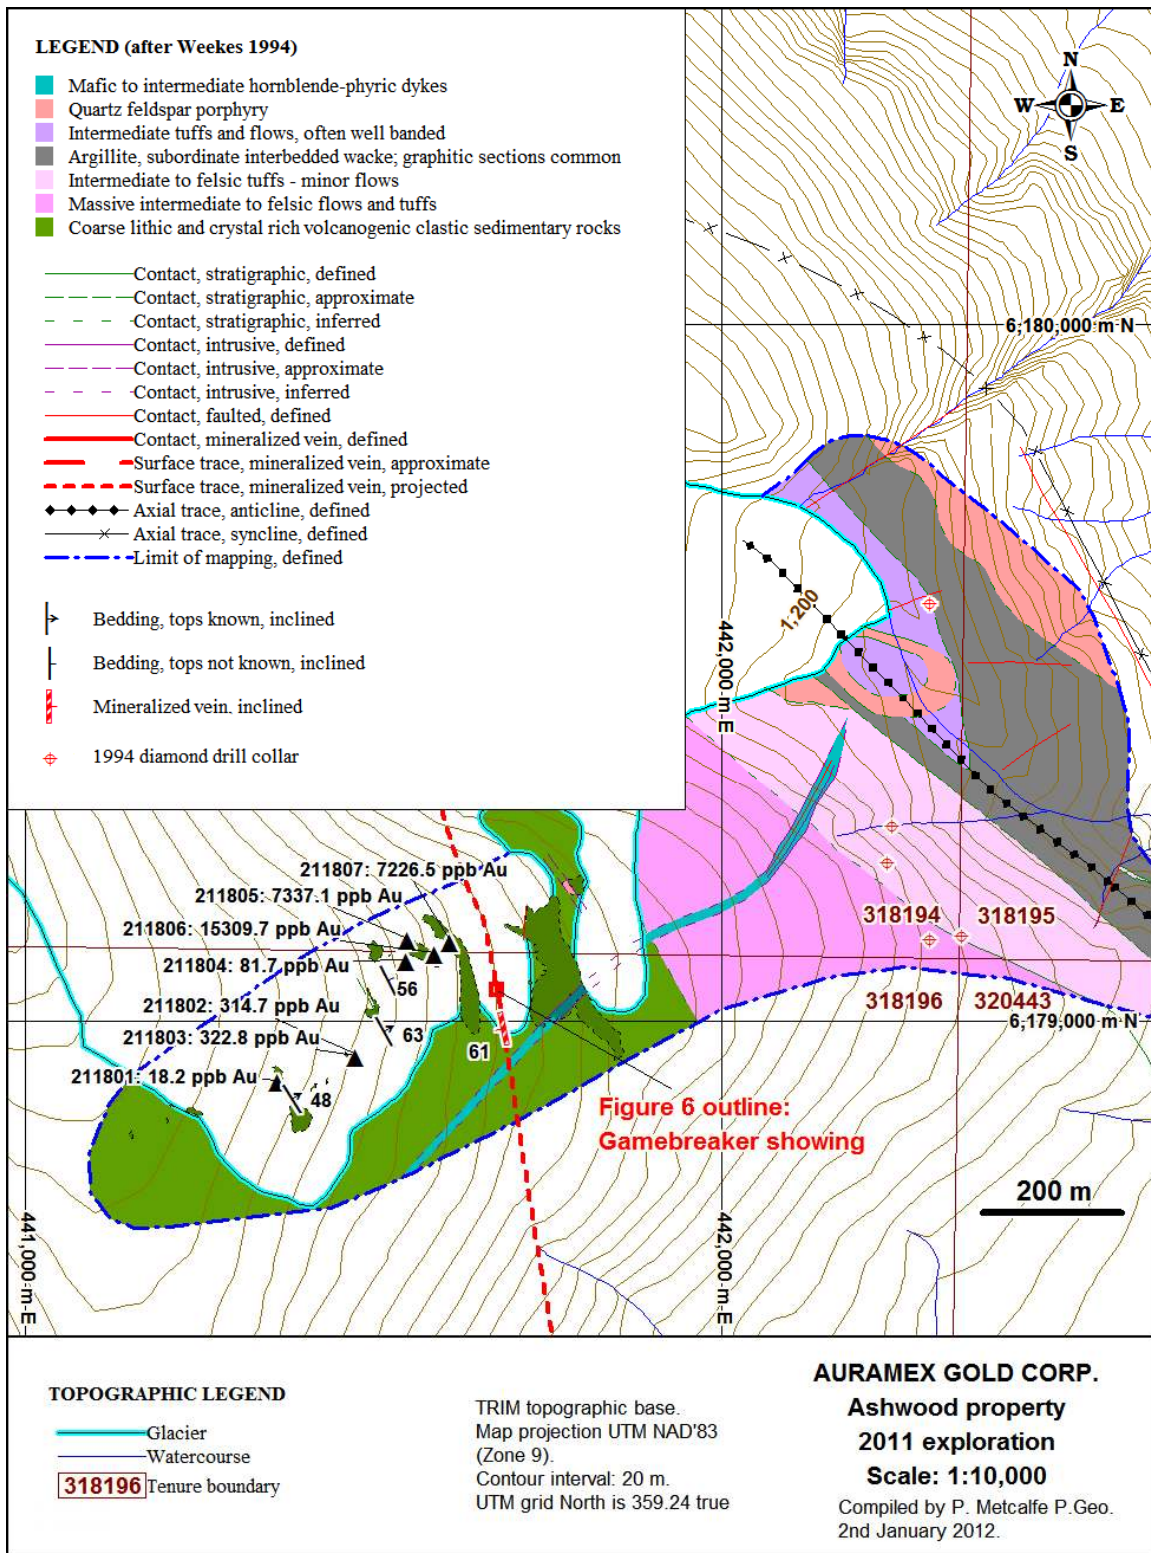 LEGEND (after Weekes 1994)
Mafic to intermediate hornblende-phyric dykes
Quartz feldspar porphyry
Intermediate tuffs and flows, often well banded
Argillite, subordinate interbedded wacke; graphitic sections common
Intermediate to felsic tuffs - minor flows
Massive intermediate to felsic flows and tuffs
Coarse lithic and crystal rich volcanogenic clastic sedimentary rocks
Contact, stratigraphic, defined
Contact, stratigraphic, approximate
Contact, stratigraphic, inferred
Contact, intrusive, defined
Contact, intrusive, approximate
Contact, intrusive, inferred
Contact, faulted, defined
Contact, mineralized vein, defined
Surface trace, mineralized vein, approximate
Surface trace, mineralized vein, projected
Axial trace, anticline, defined
Axial trace, syncline, defined
Limit of mapping, defined
Bedding, tops known, inclined
Bedding, tops not known, inclined
Mineralized vein, inclined
1994 diamond drill collar
N
W E
S
6,180,000 m N
1,200
442,000 m E
211807: 7226.5 ppb Au
211805: 7337.1 ppb Au
211806: 15309.7 ppb Au
211804: 81.7 ppb Au
211802: 314.7 ppb Au
211803: 322.8 ppb Au
211801: 18.2 ppb Au
56
63
61
48
318194
318195
318196
320443
6,179,000 m N
Figure 6 outline:
Gamebreaker showing
200 m
441,000 m E
442,000 m E
TOPOGRAPHIC LEGEND
Glacier
Watercourse
318196 Tenure boundary
TRIM topographic base.
Map projection UTM NAD'83
(Zone 9).
Contour interval: 20 m.
UTM grid North is 359.24 true
AURAMEX GOLD CORP.
Ashwood property
2011 exploration
Scale: 1:10,000
Compiled by P. Metcalfe P.Geo.
2nd January 2012.